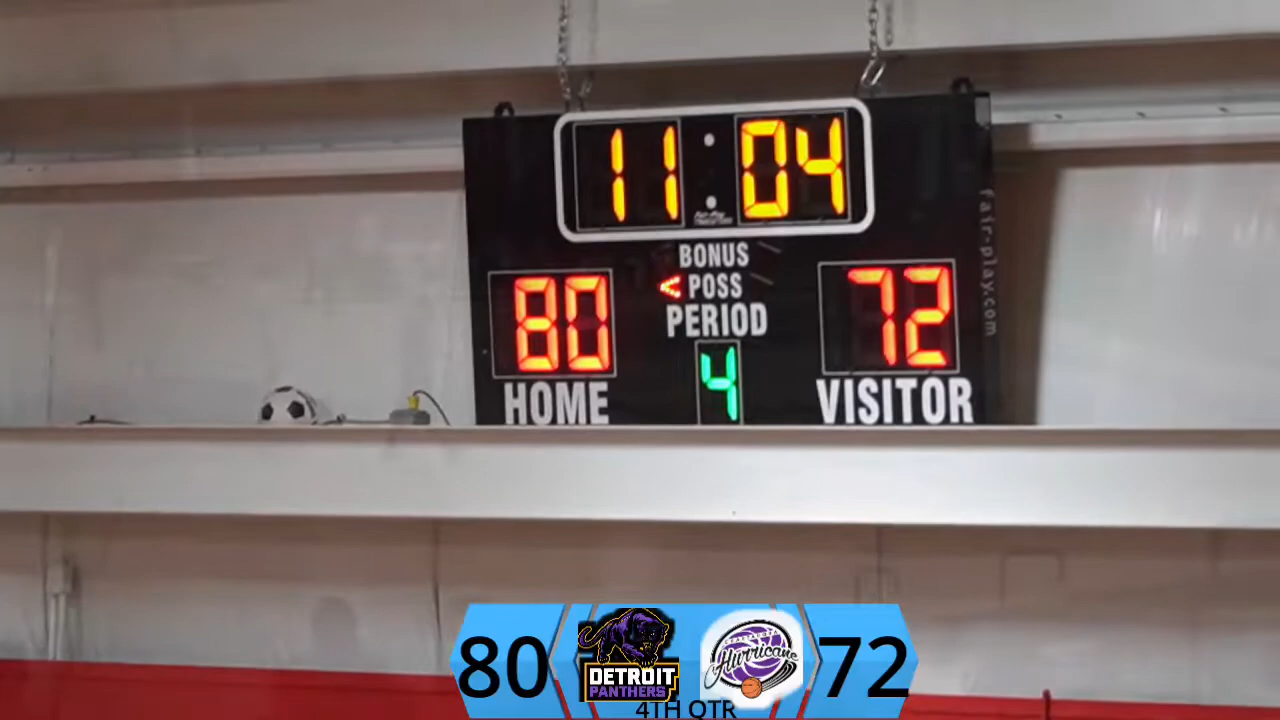 11:04
BONUS
< POSS
PERIOD
80 4 72
HOME VISITOR
fair-play.com
80 DETROIT PANTHERS Hurricane 72
4TH QTR